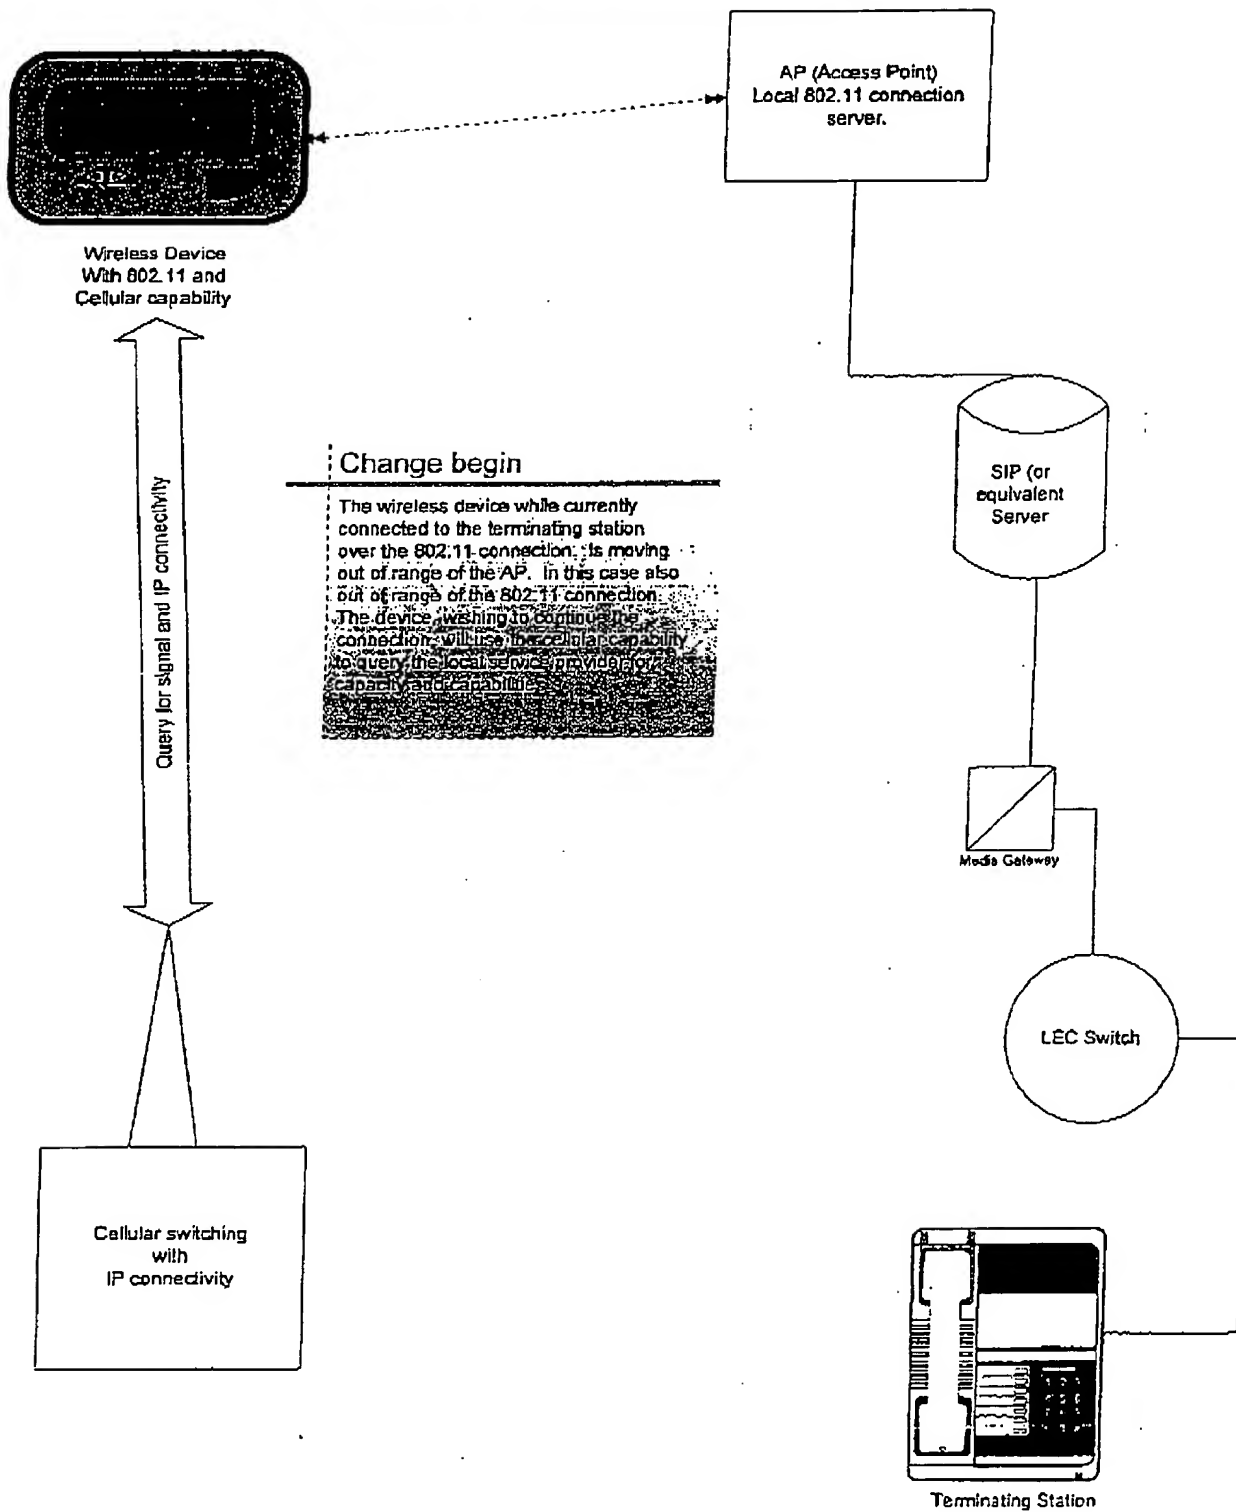 AP (Access Point)
Local 802.11 connection
server.
Wireless Device
With 802.11 and
Cellular capability
Query for signal and IP connectivity
Change begin
The wireless device while currently
connected to the terminating station
over the 802.11 connection. Is moving
out of range of the AP. In this case also
out of range of the 802.11 connection.
The device, wishing to continue the
connection, will use the cellular capability
to query the local service provider for
capacity and capabilities
SIP (or
equivalent
Server
Media Gateway
LEC Switch
Cellular switching
with
IP connectivity
Terminating Station